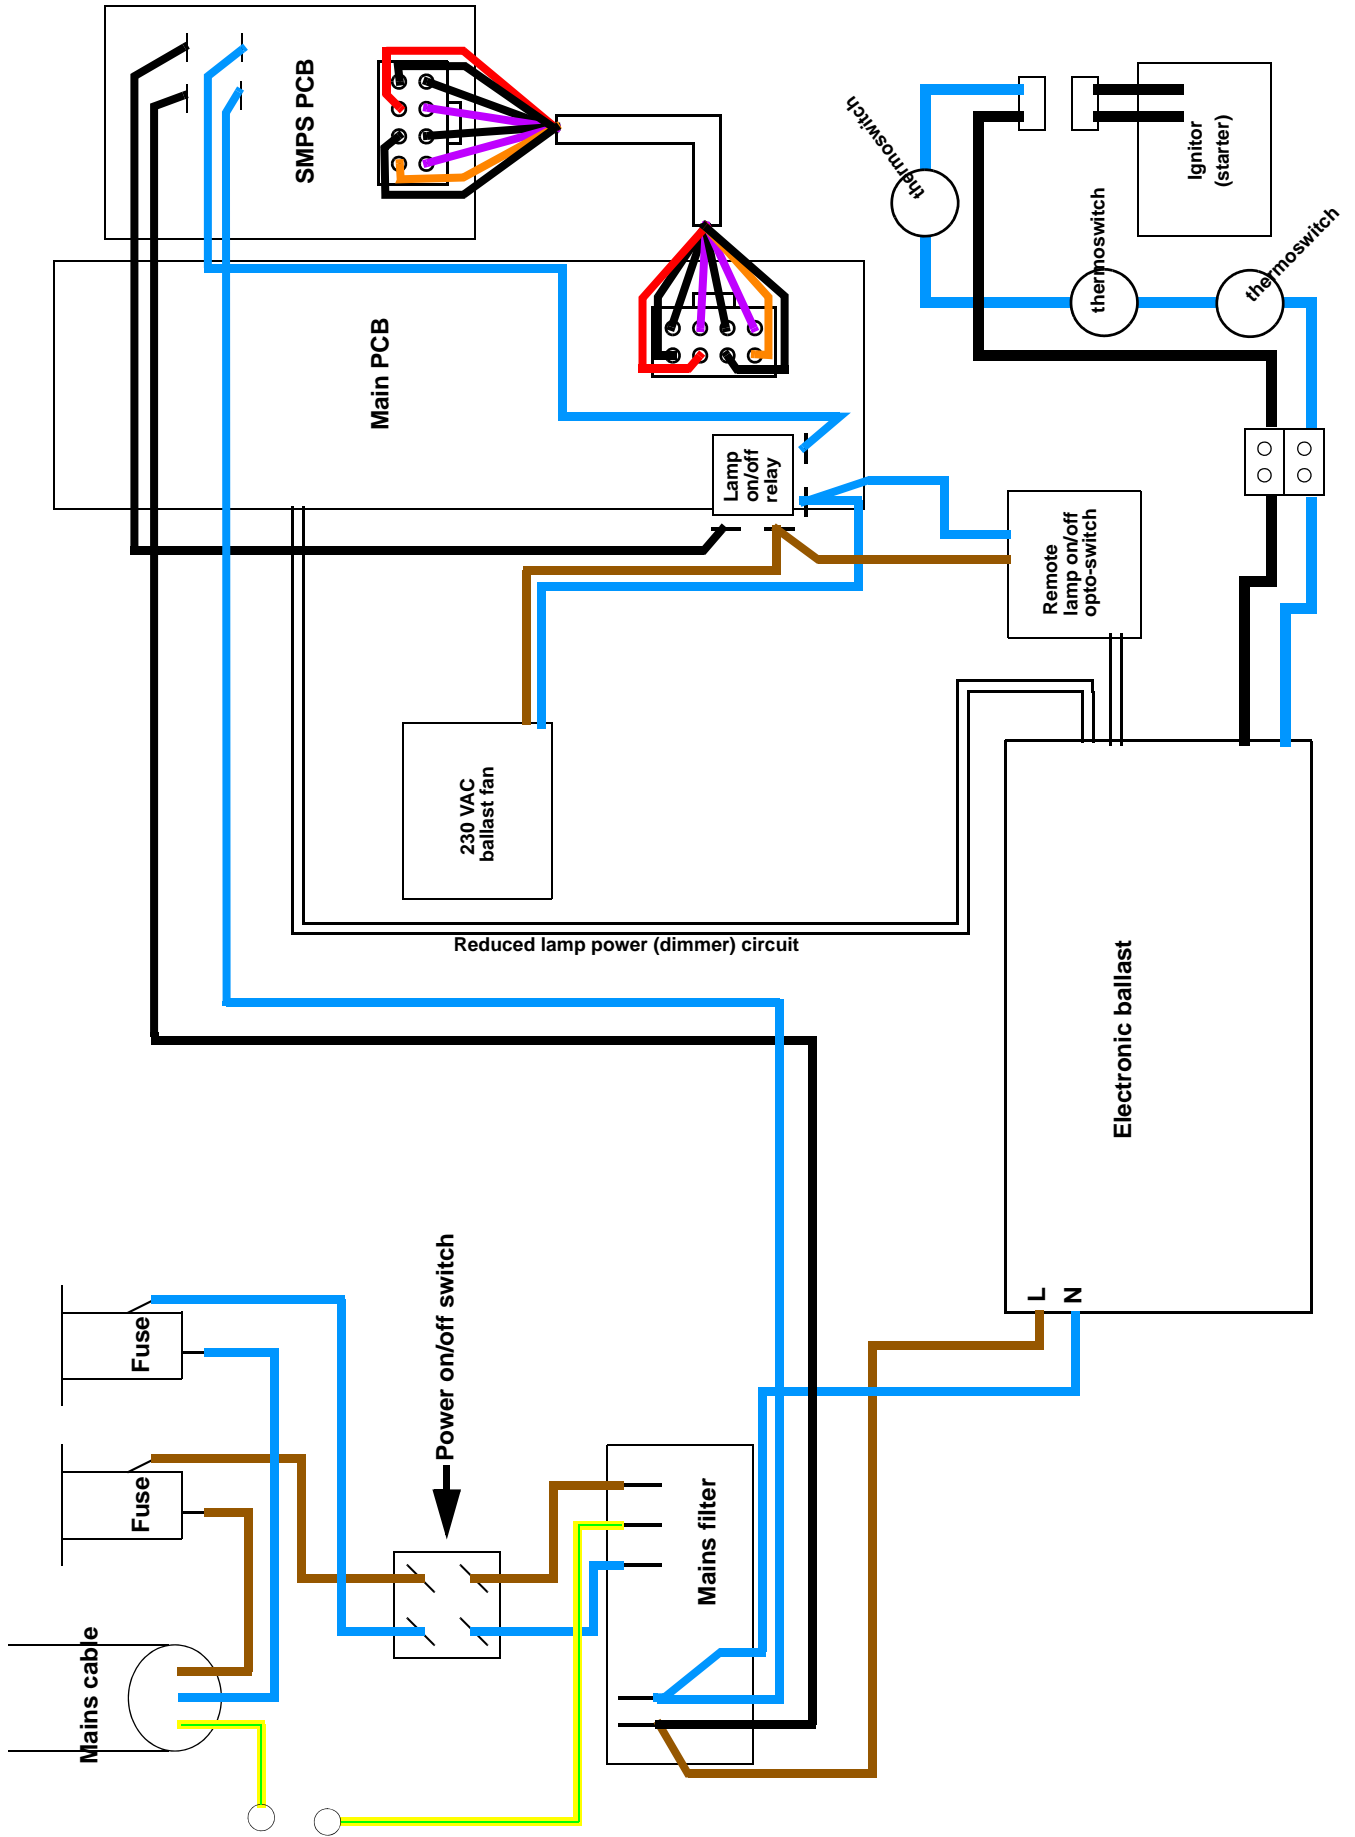 SMPS PCB
thermoswitch
Ignitor
(starter)
thermoswitch
thermoswitch
Main PCB
Lamp
on/off
relay
Remote
lamp on/off
opto-switch
230 VAC
ballast fan
Reduced lamp power (dimmer) circuit
Electronic ballast
Power on/off switch
L
N
Fuse
Fuse
Mains filter
Mains cable